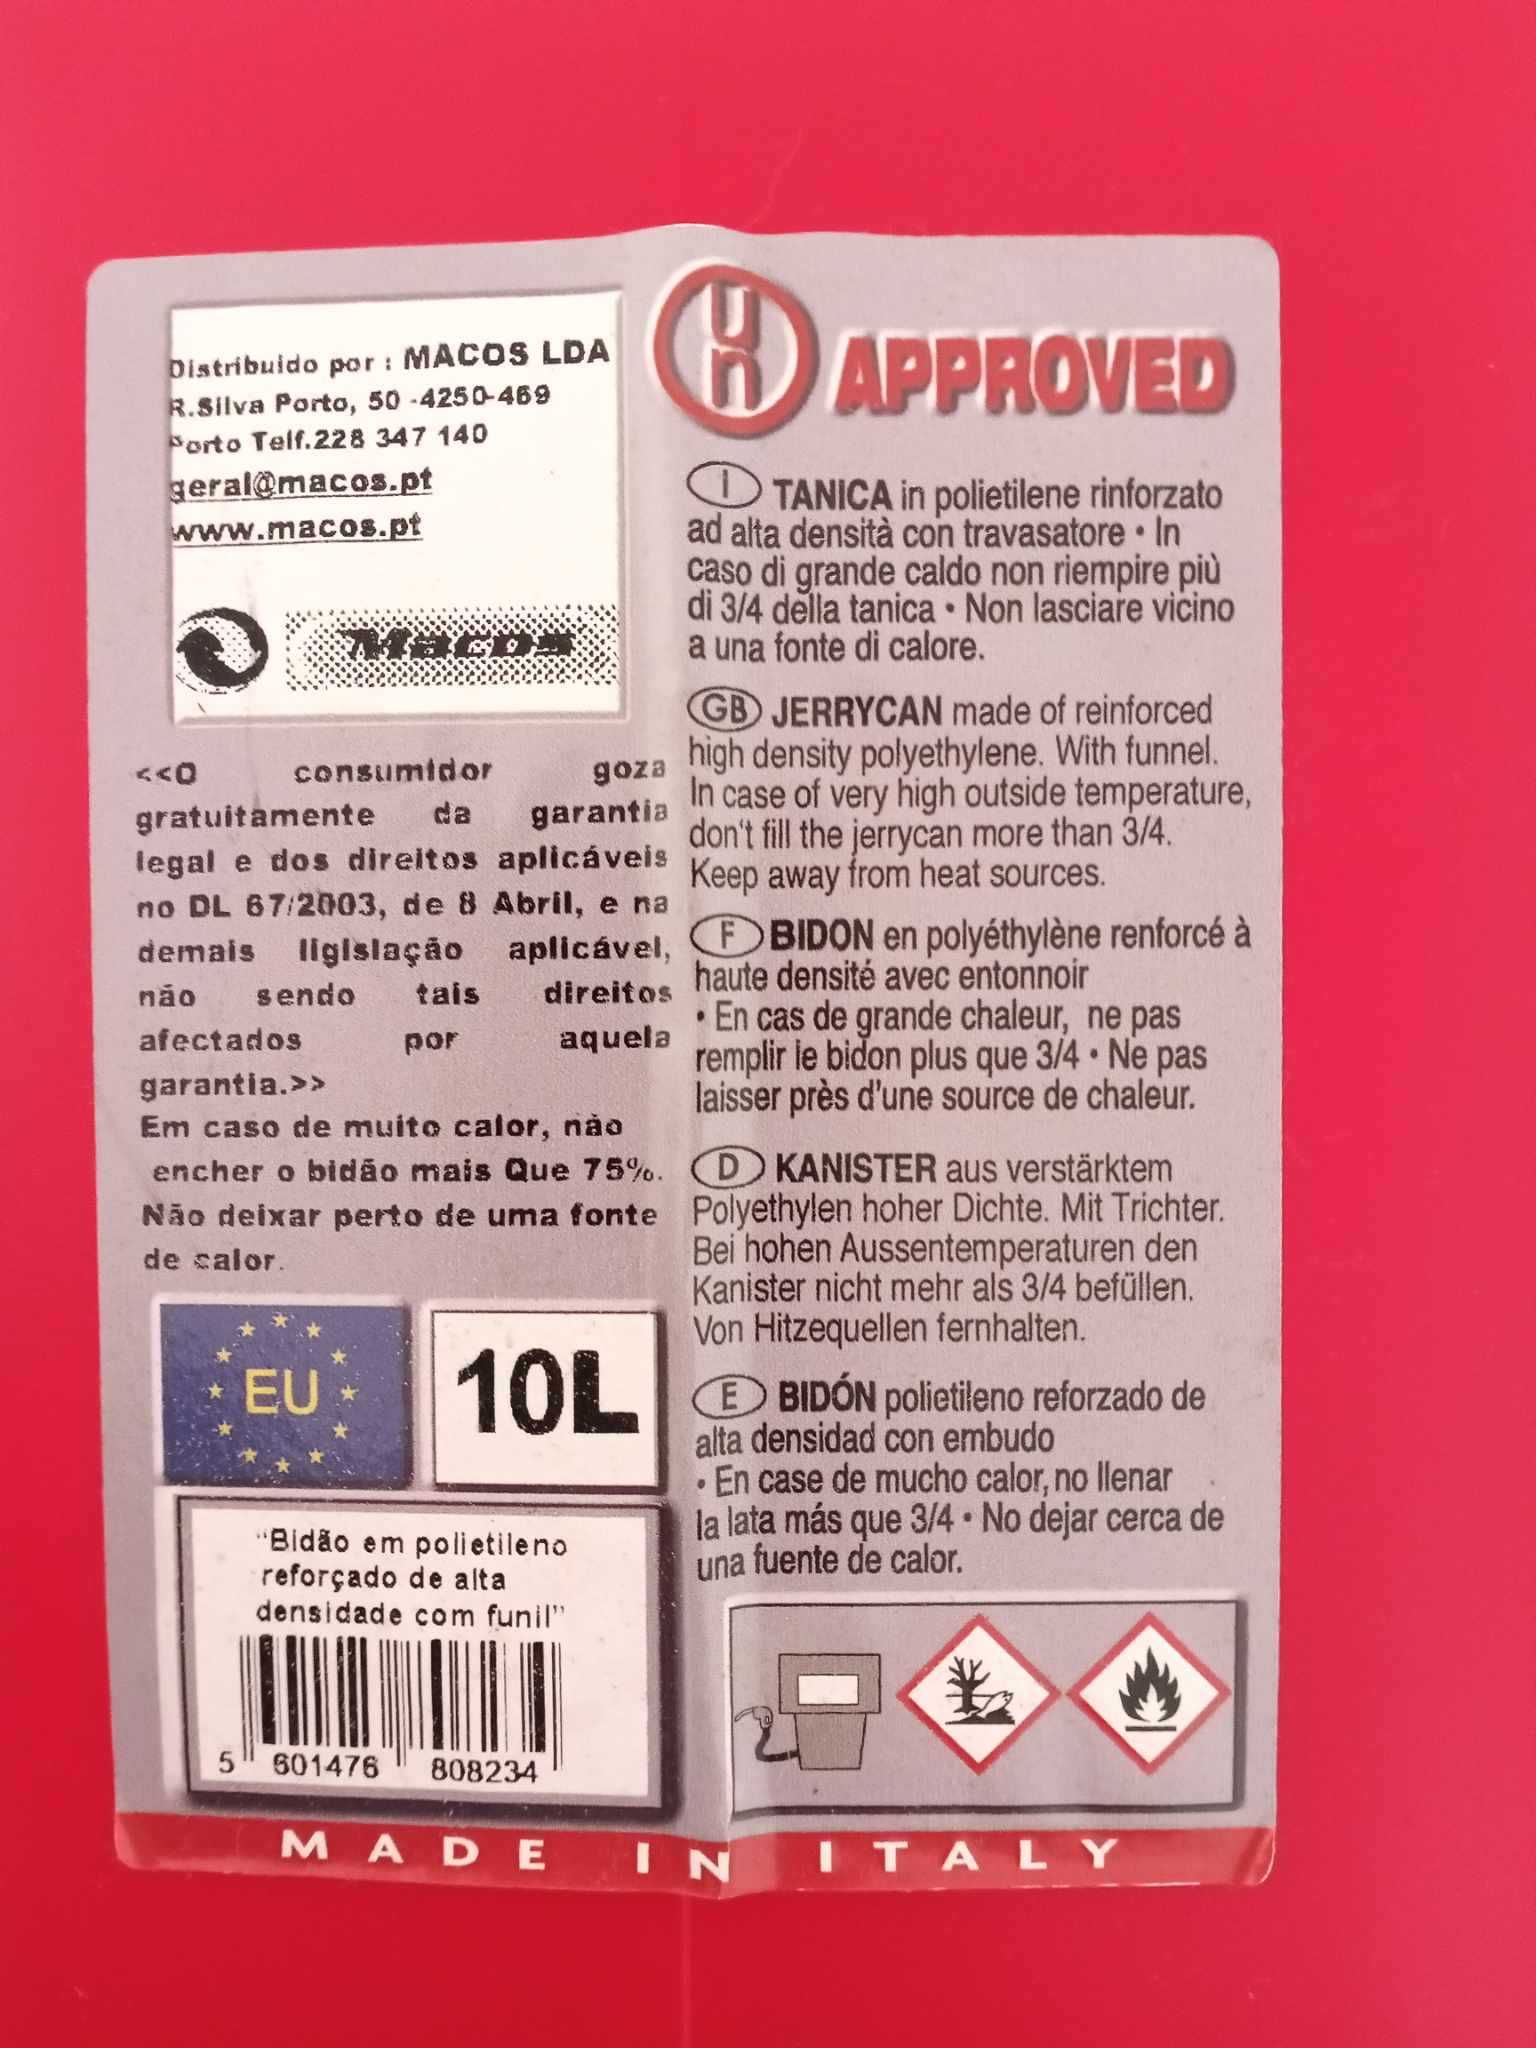 Distribuido por : MACOS LDA
R.Silva Porto, 50 -4250-469
Porto Telf.228 347 140
geral@macos.pt
www.macos.pt
Macos
<<O consumidor goza
gratuitamente da garantia
legal e dos direitos aplicáveis
no DL 67/2003, de 8 Abril, e na
demais ligislação aplicável,
não sendo tais direitos
afectados por aquela
garantia.>>
Em caso de muito calor, não
encher o bidão mais Que 75%.
Não deixar perto de uma fonte
de calor.
EU
10L
"Bidão em polietileno
reforçado de alta
densidade com funil"
5 601476 808234
un APPROVED
I TANICA in polietilene rinforzato
ad alta densità con travasatore • In
caso di grande caldo non riempire più
di 3/4 della tanica • Non lasciare vicino
a una fonte di calore.
GB JERRYCAN made of reinforced
high density polyethylene. With funnel.
In case of very high outside temperature,
don't fill the jerrycan more than 3/4.
Keep away from heat sources.
F BIDON en polyéthylène renforcé à
haute densité avec entonnoir
• En cas de grande chaleur, ne pas
remplir le bidon plus que 3/4 • Ne pas
laisser près d'une source de chaleur.
D KANISTER aus verstärktem
Polyethylen hoher Dichte. Mit Trichter.
Bei hohen Aussentemperaturen den
Kanister nicht mehr als 3/4 befüllen.
Von Hitzequellen fernhalten.
E BIDÓN polietileno reforzado de
alta densidad con embudo
• En case de mucho calor, no llenar
la lata más que 3/4 • No dejar cerca de
una fuente de calor.
MADE IN ITALY